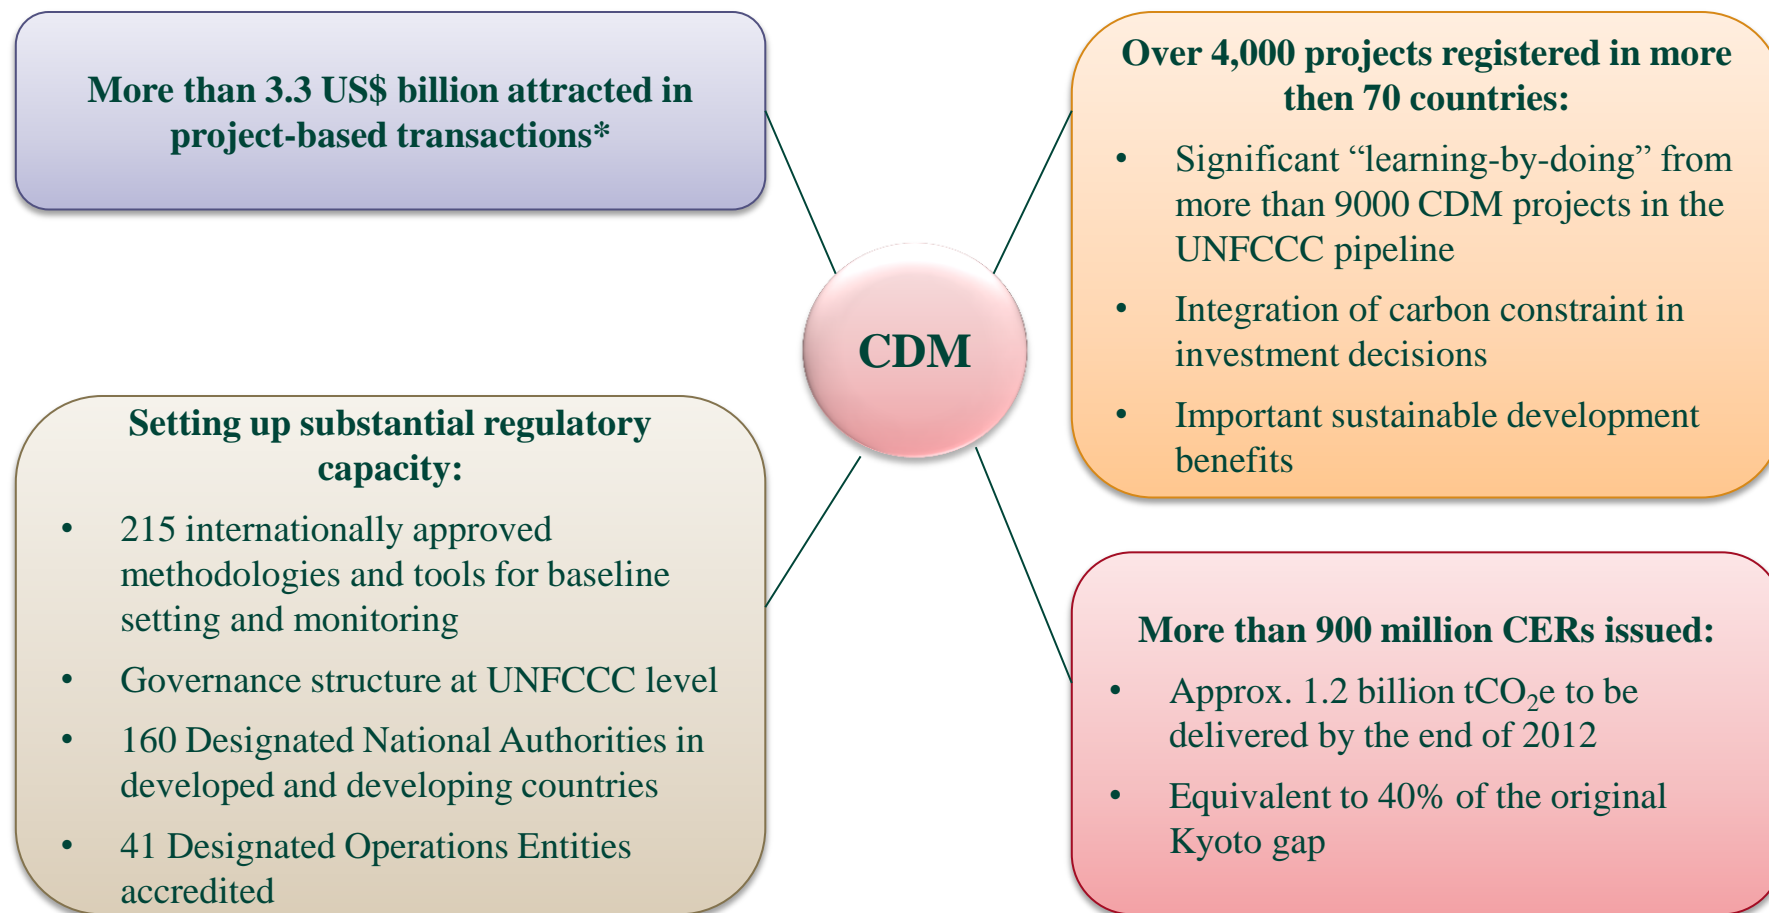 More than 3.3 US$ billion attracted in
project-based transactions*
Over 4,000 projects registered in more
then 70 countries:
• Significant “learning-by-doing” from
more than 9000 CDM projects in the
UNFCCC pipeline
• Integration of carbon constraint in
investment decisions
• Important sustainable development
benefits
CDM
Setting up substantial regulatory
capacity:
• 215 internationally approved
methodologies and tools for baseline
setting and monitoring
• Governance structure at UNFCCC level
• 160 Designated National Authorities in
developed and developing countries
• 41 Designated Operations Entities
accredited
More than 900 million CERs issued:
• Approx. 1.2 billion tCO₂e to be
delivered by the end of 2012
• Equivalent to 40% of the original
Kyoto gap